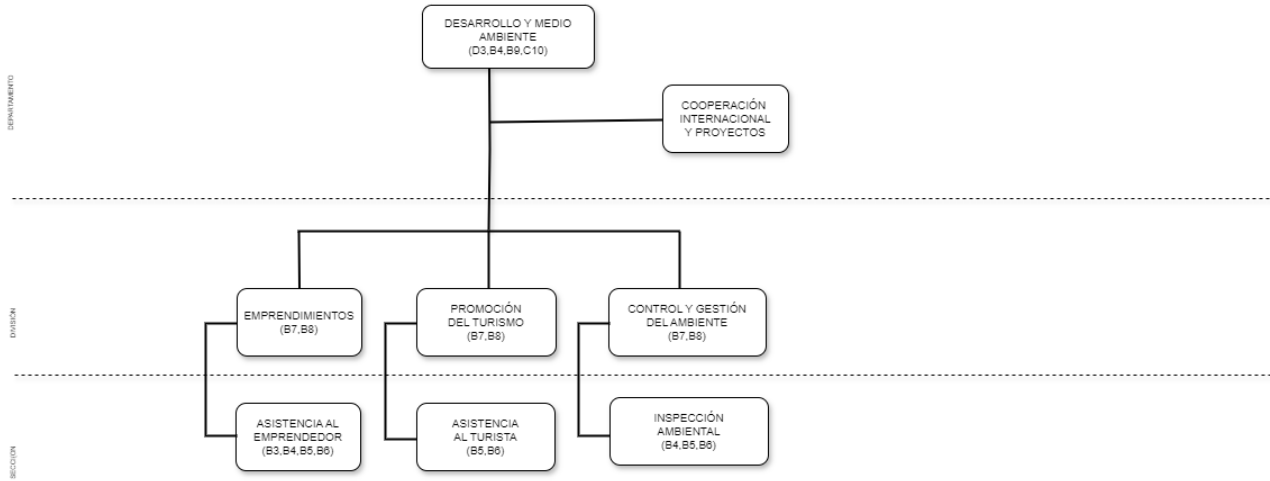 DESARROLLO Y MEDIO
AMBIENTE
(D3,B4,B9,C10)
DEPARTAMENTO
COOPERACIÓN
INTERNACIONAL
Y PROYECTOS
DIVISIÓN
EMPRENDIMIENTOS
(B7,B8)
PROMOCIÓN
DEL TURISMO
(B7,B8)
CONTROL Y GESTIÓN
DEL AMBIENTE
(B7,B8)
SECCION
ASISTENCIA AL
EMPRENDEDOR
(B3,B4,B5,B6)
ASISTENCIA
AL TURISTA
(B5,B6)
INSPECCIÓN
AMBIENTAL
(B4,B5,B6)